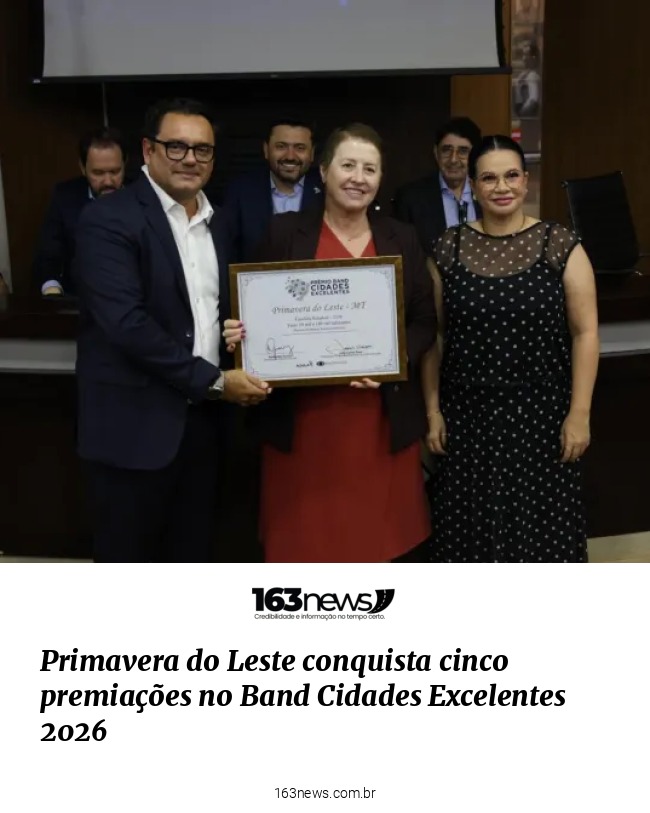 PRÊMIO BAND
CIDADES
EXCELENTES
Primavera do Leste - MT
163news
Credibilidade e informação no tempo certo.
Primavera do Leste conquista cinco
premiações no Band Cidades Excelentes
2026
163news.com.br